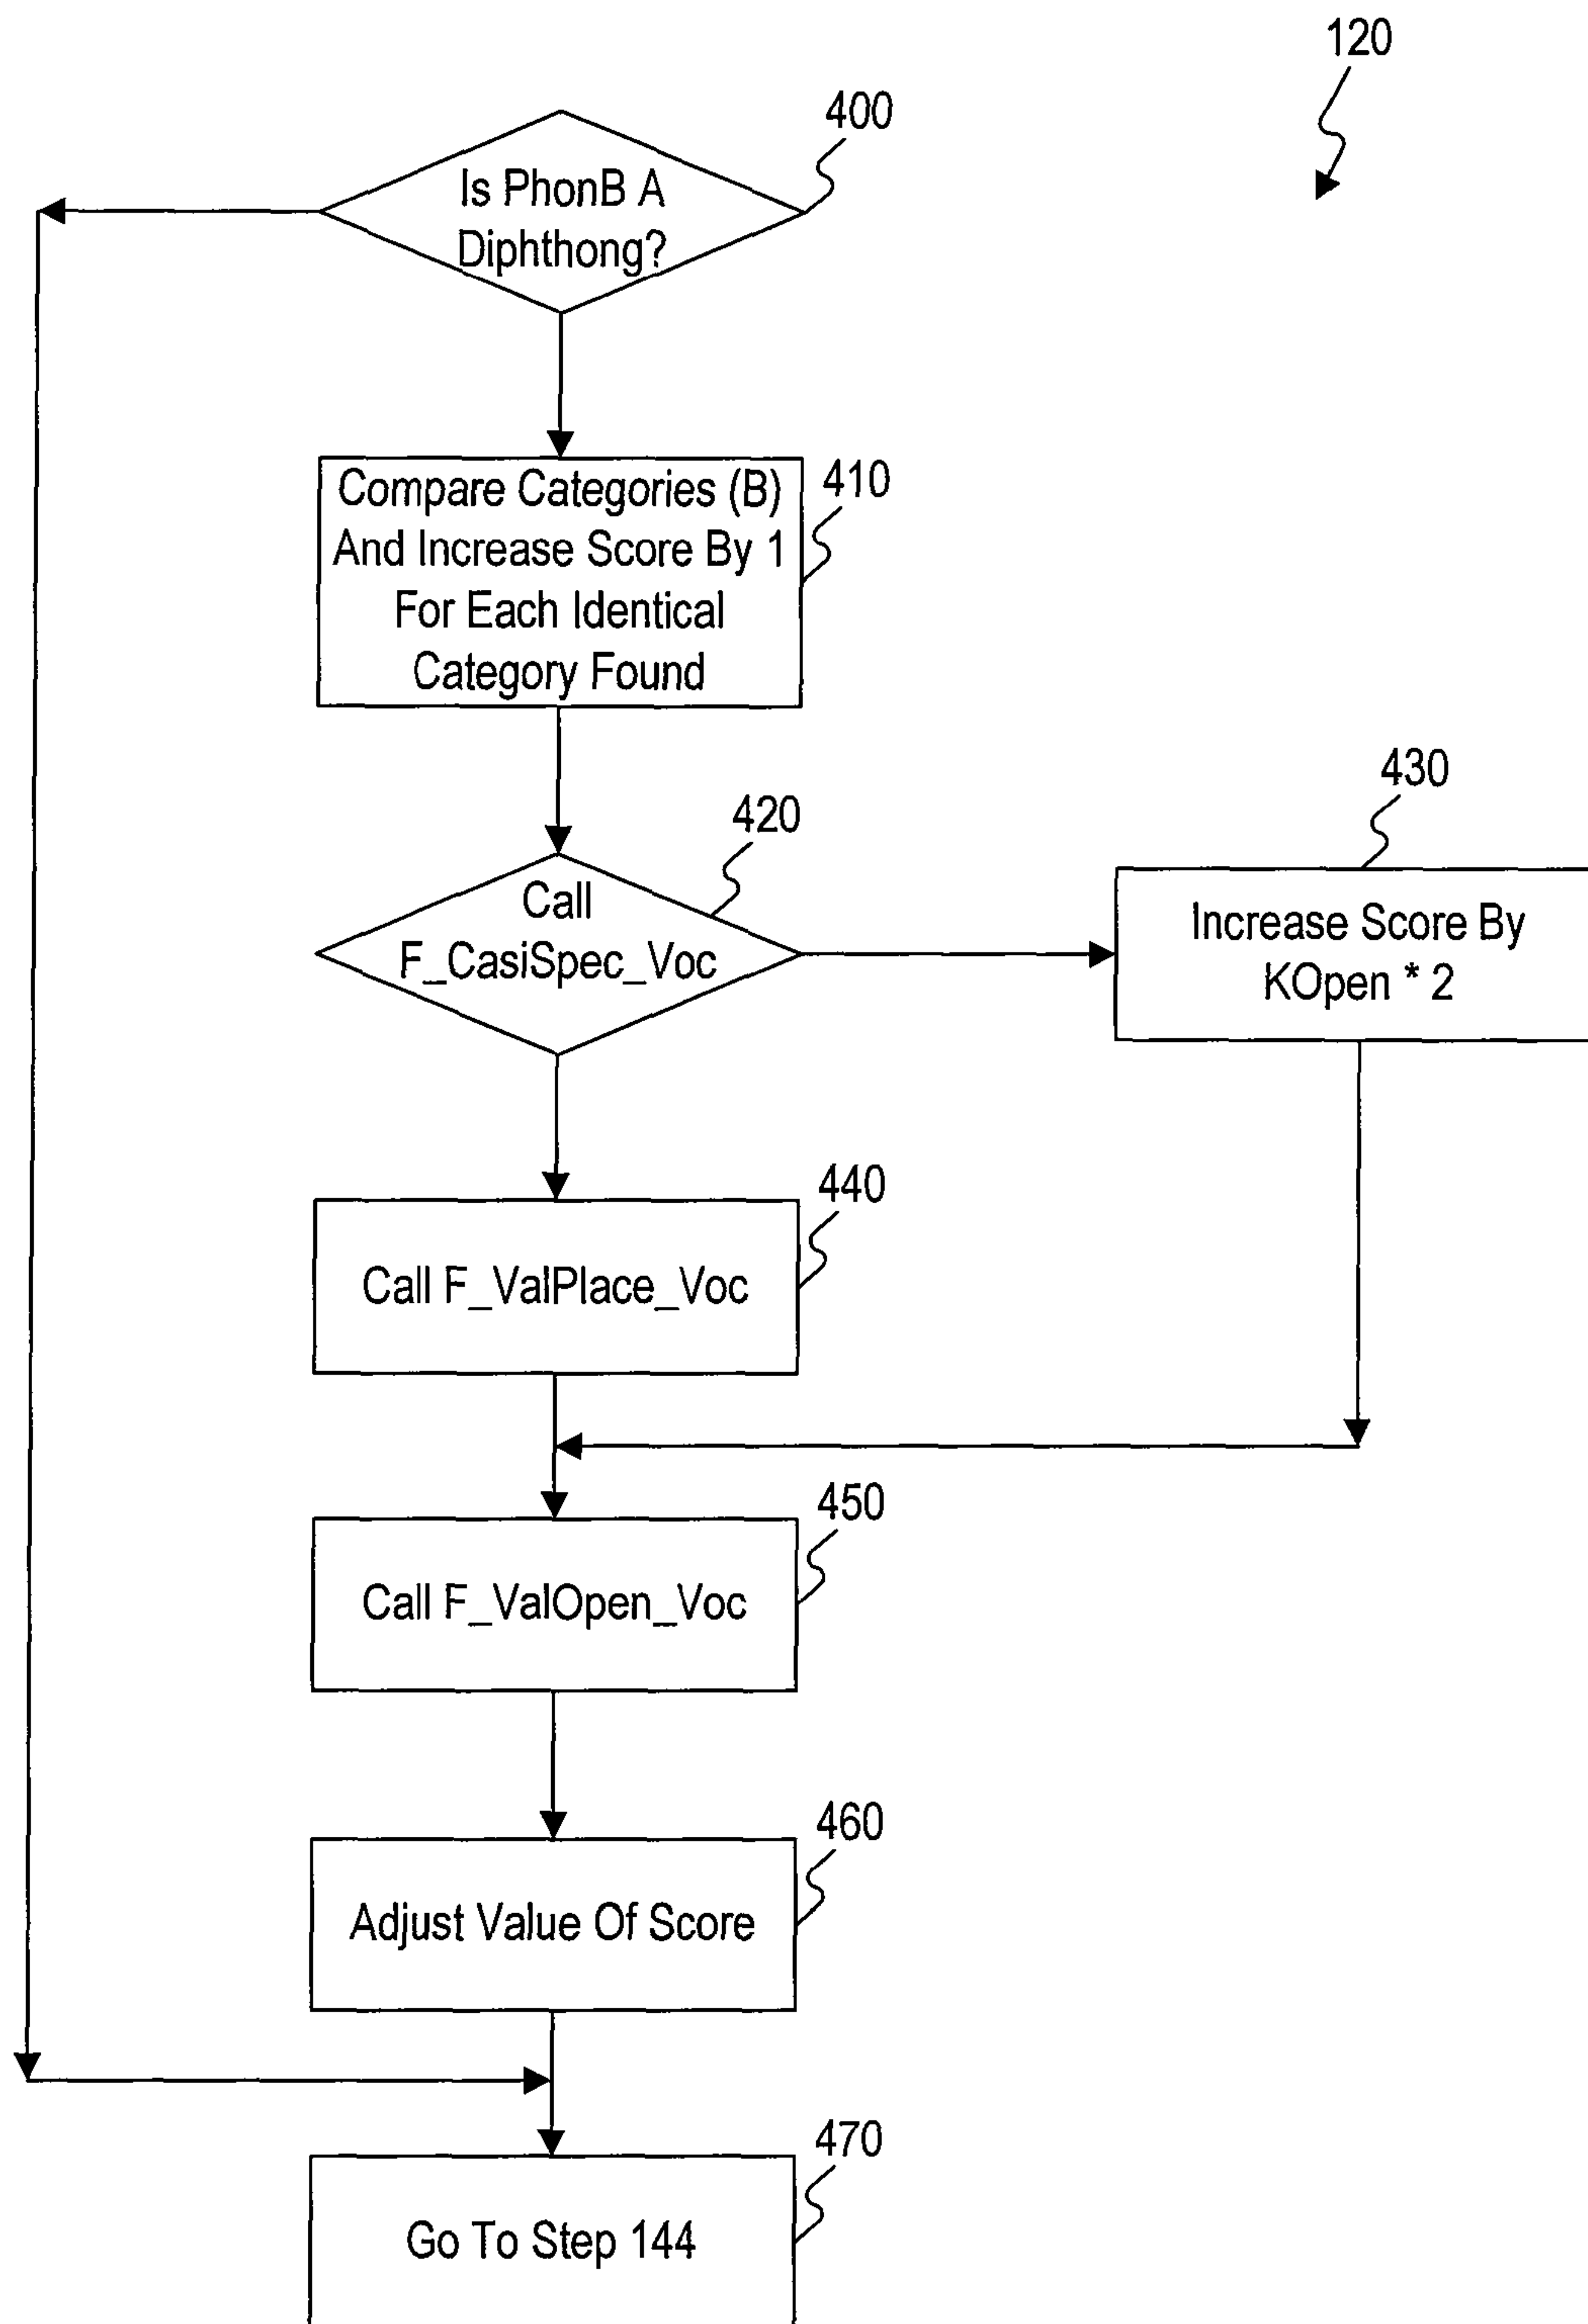 120
400
Is PhonB A
Diphthong?
410
Compare Categories (B)
And Increase Score By 1
For Each Identical
Category Found
420
Call
F_CasiSpec_Voc
430
Increase Score By
KOpen * 2
440
Call F_ValPlace_Voc
450
Call F_ValOpen_Voc
460
Adjust Value Of Score
470
Go To Step 144